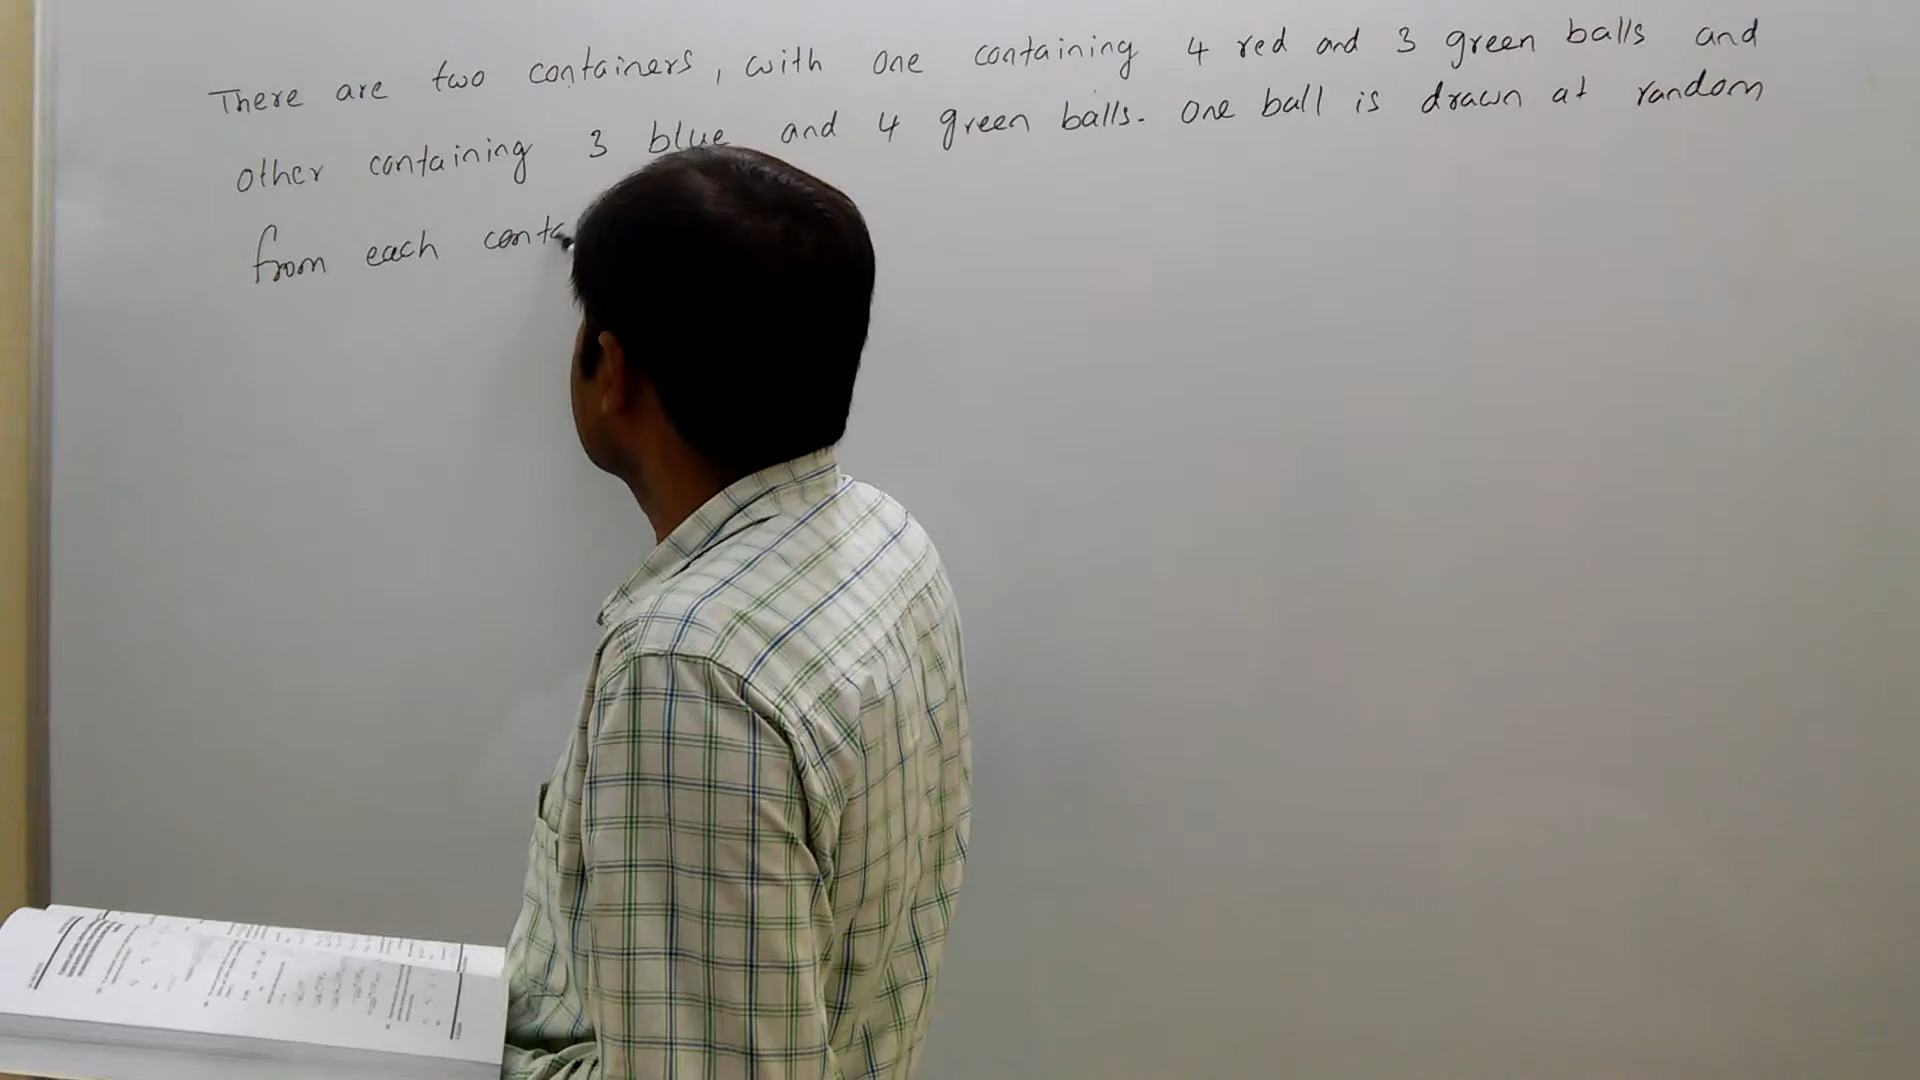 There are two containers, with one containing 4 red and 3 green balls and
other containing 3 blue and 4 green balls. One ball is drawn at random
from each conta